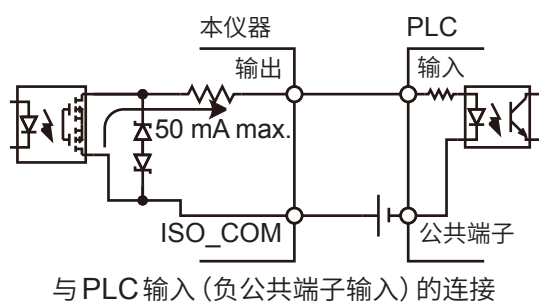 本仪器
PLC
输出
输入
50 mA max.
ISO_COM
公共端子
与PLC输入（负公共端子输入）的连接